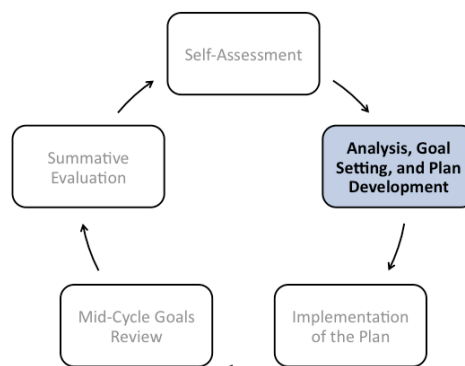 Self-Assessment
Analysis, Goal
Setting, and Plan
Development
Summative
Evaluation
Mid-Cycle Goals
Review
Implementation
of the Plan